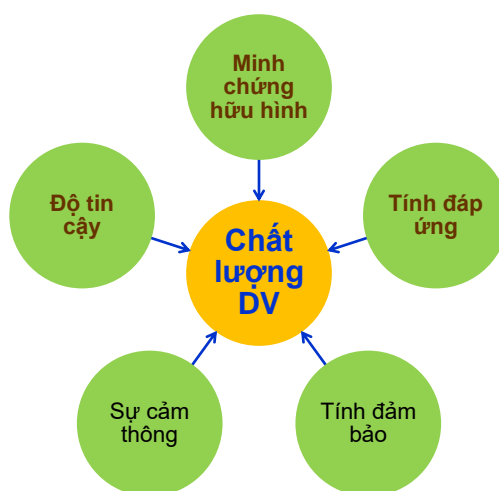 Minh
chứng
hữu hình
Độ tin
cậy
Tính đáp
ứng
Chất
lượng
DV
Sự cảm
thông
Tính đảm
bảo